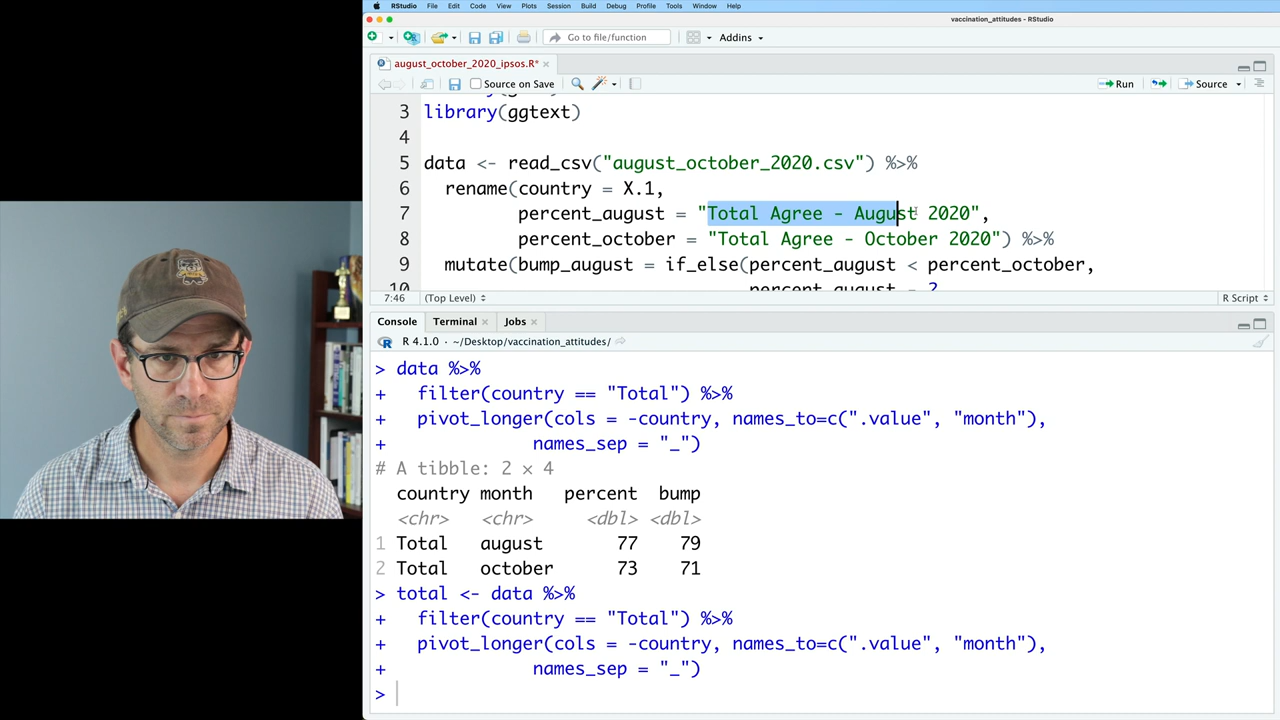 RStudio File Edit Code View Plots Session Build Debug Profile Tools Window Help
vaccination_attitudes - RStudio
Go to file/function Addins
august_october_2020_ipsos.R*
Source on Save Run Source
3 library(ggtext)
4
5 data <- read_csv("august_october_2020.csv") %>%
6 rename(country = X.1,
7 percent_august = "Total Agree - August 2020",
8 percent_october = "Total Agree - October 2020") %>%
9 mutate(bump_august = if_else(percent_august < percent_october,
10 percent_august - 2
7:46 (Top Level) R Script
Console Terminal Jobs
R 4.1.0 · ~/Desktop/vaccination_attitudes/
> data %>%
+ filter(country == "Total") %>%
+ pivot_longer(cols = -country, names_to=c(".value", "month"),
+ names_sep = "_")
# A tibble: 2 × 4
country month percent bump
<chr> <chr> <dbl> <dbl>
1 Total august 77 79
2 Total october 73 71
> total <- data %>%
+ filter(country == "Total") %>%
+ pivot_longer(cols = -country, names_to=c(".value", "month"),
+ names_sep = "_")
>